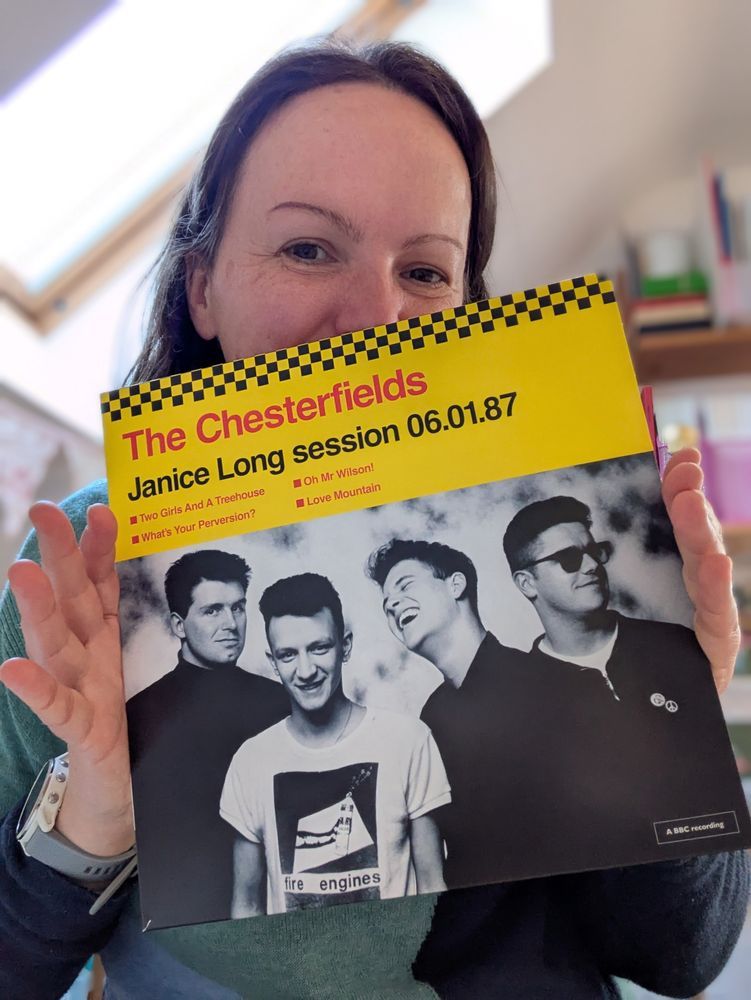 The Chesterfields
Janice Long session 06.01.87
Two Girls And A Treehouse
What's Your Perversion?
Oh Mr Wilson!
Love Mountain
fire engines
A BBC recording